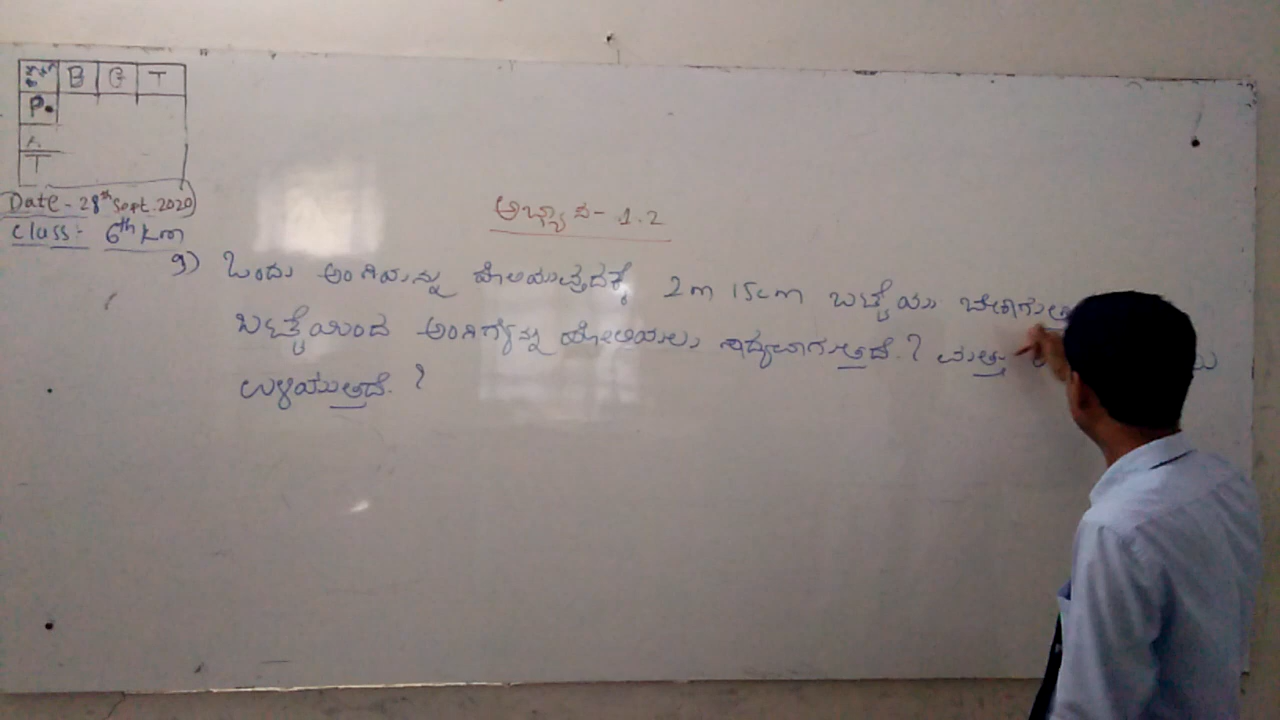 B G T
P.
A
T
Date - 28th Sept. 2020
Class:- 6th km
ಅಭ್ಯಾಸ - 1.2
9) ಒಂದು ಅಂಗಿಯನ್ನು ಹೊಲಿಯುವುದಕ್ಕೆ 2m 15cm ಬಟ್ಟೆಯು
ಬಟ್ಟೆಯಿಂದ ಅಂಗಿಗಳನ್ನು ಹೊಲಿಯಲು ಸಾಧ್ಯವಾಗುತ್ತದೆ.? ಮತ್ತು
ಉಳಿಯುತ್ತದೆ. ?